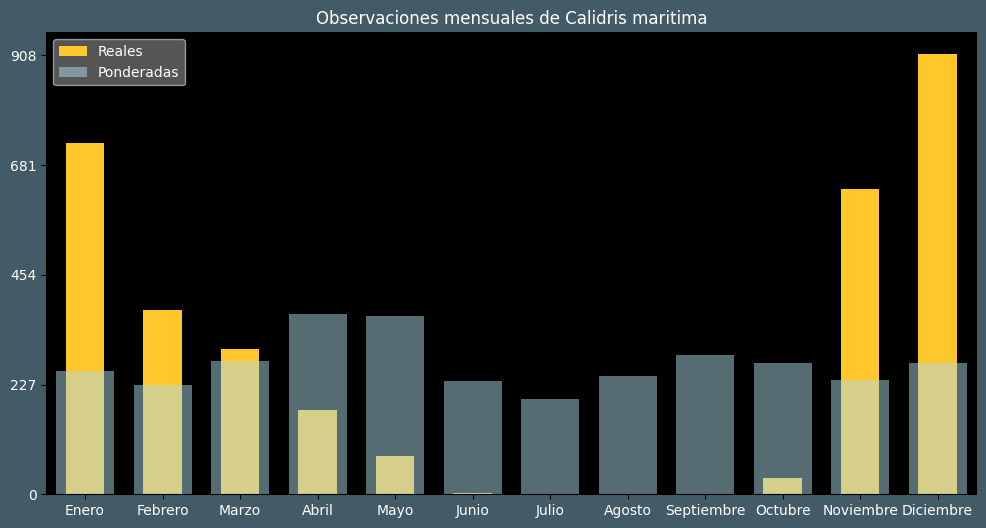 Observaciones mensuales de Calidris maritima
Reales
Ponderadas
908
681
454
227
0
Enero Febrero Marzo Abril Mayo Junio Julio Agosto Septiembre Octubre Noviembre Diciembre